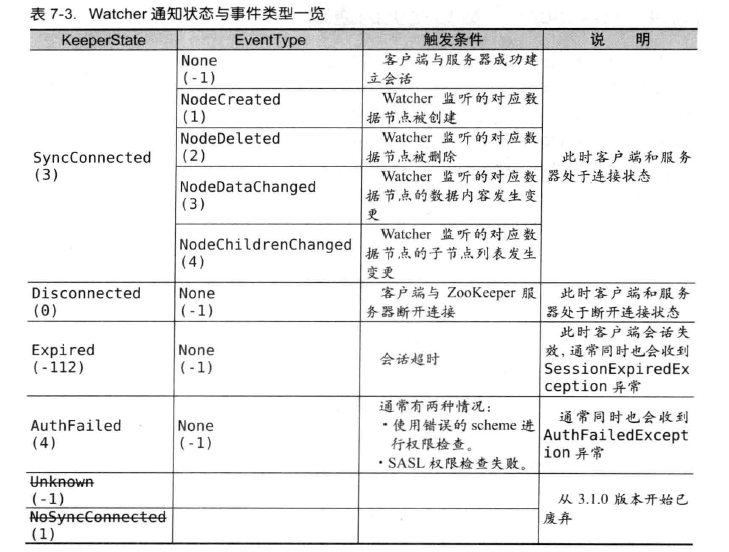 表 7-3. Watcher 通知状态与事件类型一览
KeeperState EventType 触发条件 说 明
SyncConnected
(3)
None
(-1)
客户端与服务器成功建
立会话
NodeCreated
(1)
Watcher 监听的对应数
据节点被创建
NodeDeleted
(2)
Watcher 监听的对应数
据节点被删除
NodeDataChanged
(3)
Watcher 监听的对应数
据节点的数据内容发生变
更
NodeChildrenChanged
(4)
Watcher 监听的对应数
据节点的子节点列表发生
变更
此时客户端和服务
器处于连接状态
Disconnected
(0)
None
(-1)
客户端与 ZooKeeper 服
务器断开连接
此时客户端和服务
器处于断开连接状态
Expired
(-112)
None
(-1)
会话超时
此时客户端会话失
效,通常同时也会收到
SessionExpiredEx
ception 异常
AuthFailed
(4)
None
(-1)
通常有两种情况:
·使用错误的 scheme 进
行权限检查。
·SASL 权限检查失败。
通常同时也会收到
AuthFailedExcept
ion 异常
Unknown
(-1)
NoSyncConnected
(1)
从 3.1.0 版本开始已
废弃